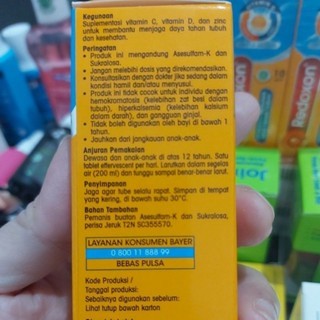 Kegunaan
Suplementasi vitamin C, vitamin D, dan zinc
untuk membantu menjaga daya tahan tubuh
dan kesehatan.
Peringatan
• Produk ini mengandung Asesulfam-K dan
Sukralosa.
• Jangan melebihi dosis yang direkomendasikan.
• Konsultasikan dengan dokter jika sedang dalam
kondisi hamil dan/atau menyusui.
• Produk ini tidak cocok untuk individu dengan
hemokromatosis (kelebihan zat besi dalam
tubuh), hiperkalsemia (kelebihan kalsium
dalam darah), dan gangguan ginjal.
• Tidak boleh digunakan oleh bayi di bawah 1
tahun.
• Jauhkan dari jangkauan anak-anak.
Anjuran Pemakaian
Dewasa dan anak-anak di atas 12 tahun. Satu
tablet effervescent per hari. Larutkan dalam segelas
air (200 ml) dan tunggu sampai benar-benar larut.
Penyimpanan
Jaga agar tube selalu rapat. Simpan di tempat
yang kering, di bawah suhu 30°C.
Bahan Tambahan
Pemanis buatan Asesulfam-K dan Sukralosa,
perisa Jeruk T2N SC355570.
LAYANAN KONSUMEN BAYER
0 800 11 888 99
BEBAS PULSA
Kode Produksi /
Tanggal produksi:
Sebaiknya digunakan sebelum:
Lihat tutup bawah karton
Redoxon